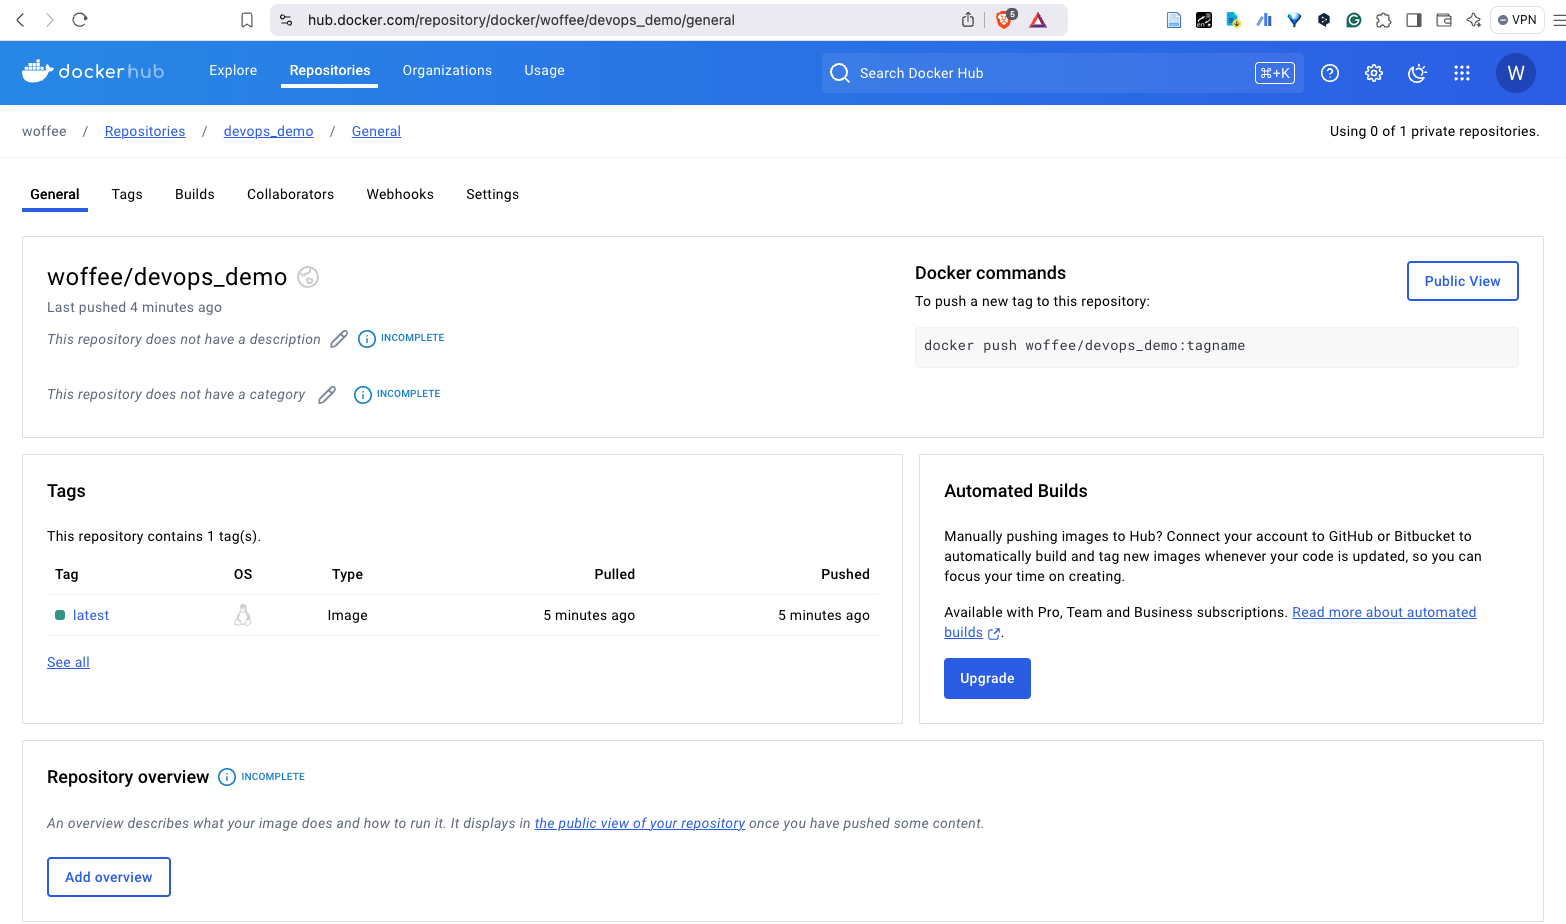 hub.docker.com/repository/docker/woffee/devops_demo/general
5
VPN
dockerhub
Explore
Repositories
Organizations
Usage
Search Docker Hub
⌘+K
W
woffee / Repositories / devops_demo / General
Using 0 of 1 private repositories.
General
Tags
Builds
Collaborators
Webhooks
Settings
woffee/devops_demo
Last pushed 4 minutes ago
This repository does not have a description INCOMPLETE
This repository does not have a category INCOMPLETE
Docker commands
To push a new tag to this repository:
docker push woffee/devops_demo:tagname
Public View
Tags
This repository contains 1 tag(s).
Tag OS Type Pulled Pushed
latest Image 5 minutes ago 5 minutes ago
See all
Automated Builds
Manually pushing images to Hub? Connect your account to GitHub or Bitbucket to
automatically build and tag new images whenever your code is updated, so you can
focus your time on creating.
Available with Pro, Team and Business subscriptions. Read more about automated
builds.
Upgrade
Repository overview INCOMPLETE
An overview describes what your image does and how to run it. It displays in the public view of your repository once you have pushed some content.
Add overview